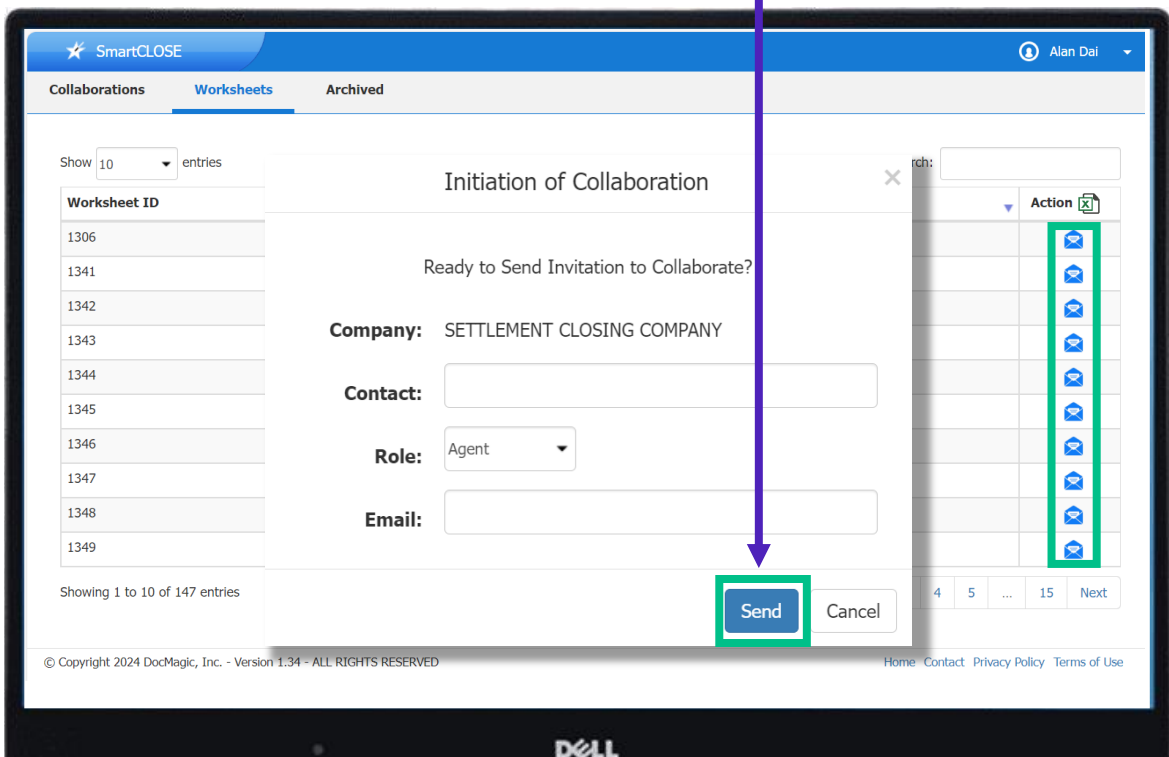 SmartCLOSE
Alan Dai
Collaborations Worksheets Archived
Show 10 entries
rch:
Worksheet ID
Action
1306
1341
1342
1343
1344
1345
1346
1347
1348
1349
Initiation of Collaboration
×
Ready to Send Invitation to Collaborate?
Company: SETTLEMENT CLOSING COMPANY
Contact:
Role: Agent
Email:
Send Cancel
Showing 1 to 10 of 147 entries
4 5 ... 15 Next
© Copyright 2024 DocMagic, Inc. - Version 1.34 - ALL RIGHTS RESERVED
Home Contact Privacy Policy Terms of Use
DELL